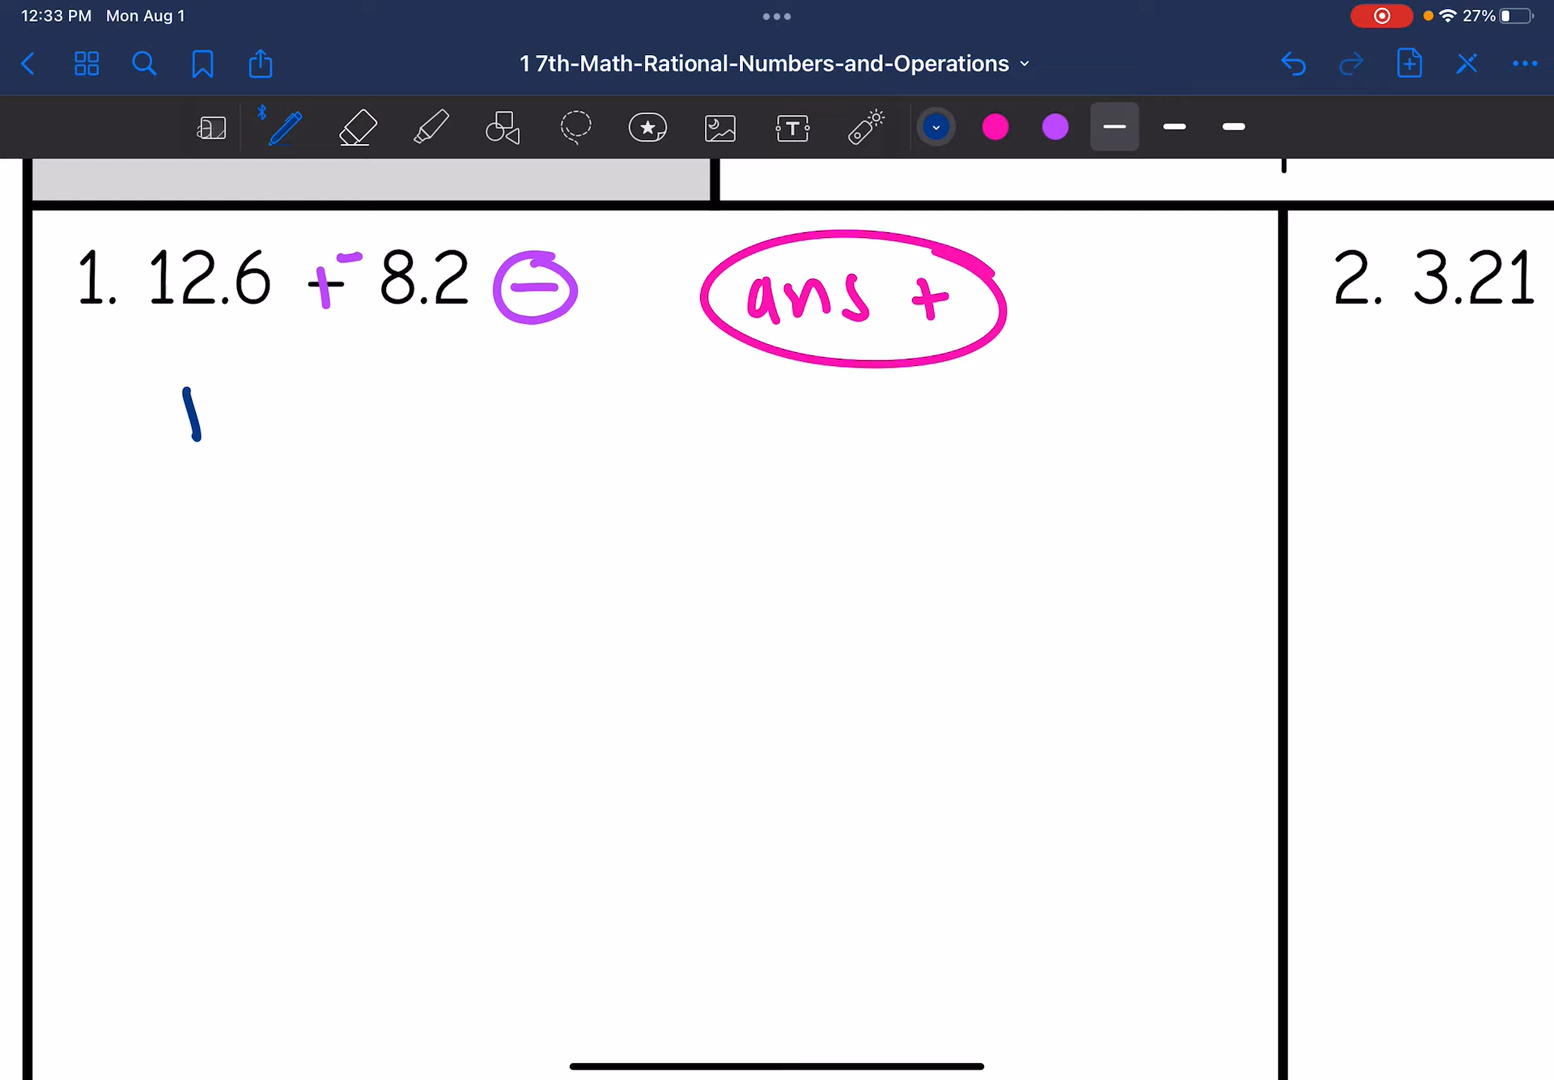 12:33 PM Mon Aug 1
27%
1 7th-Math-Rational-Numbers-and-Operations
T
1. 12.6 +⁻ 8.2 ⊖ ans +
2. 3.21
1